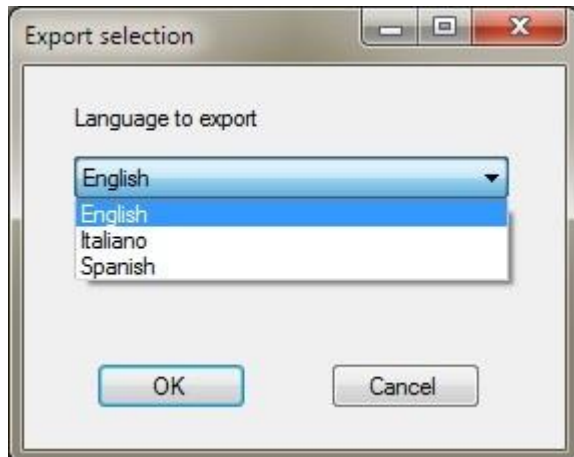 Export selection
Language to export
English
English
Italiano
Spanish
OK
Cancel